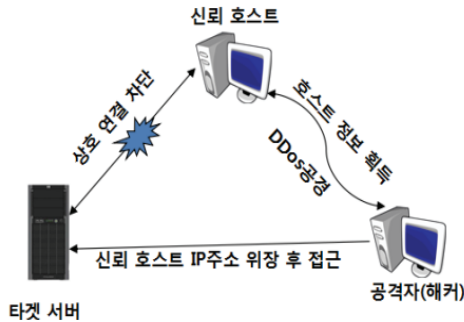 신뢰 호스트
상호 연결 차단
호스트 정보 획득
DDos공경
신뢰 호스트 IP주소 위장 후 접근
타겟 서버
공격자(해커)